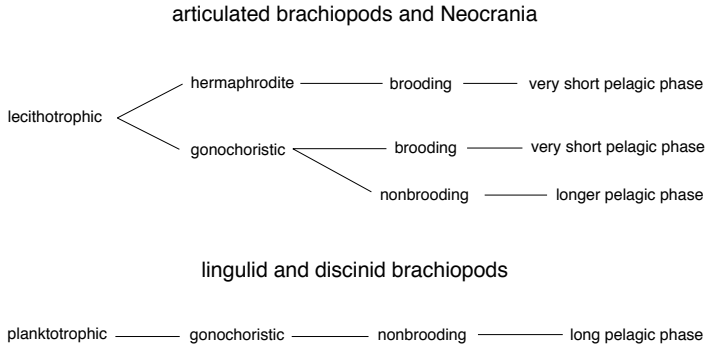 articulated brachiopods and Neocrania
lecithotrophic
hermaphrodite brooding very short pelagic phase
gonochoristic brooding very short pelagic phase
nonbrooding longer pelagic phase
lingulid and discinid brachiopods
planktotrophic gonochoristic nonbrooding long pelagic phase